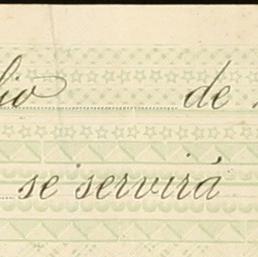 lio de
se servirá